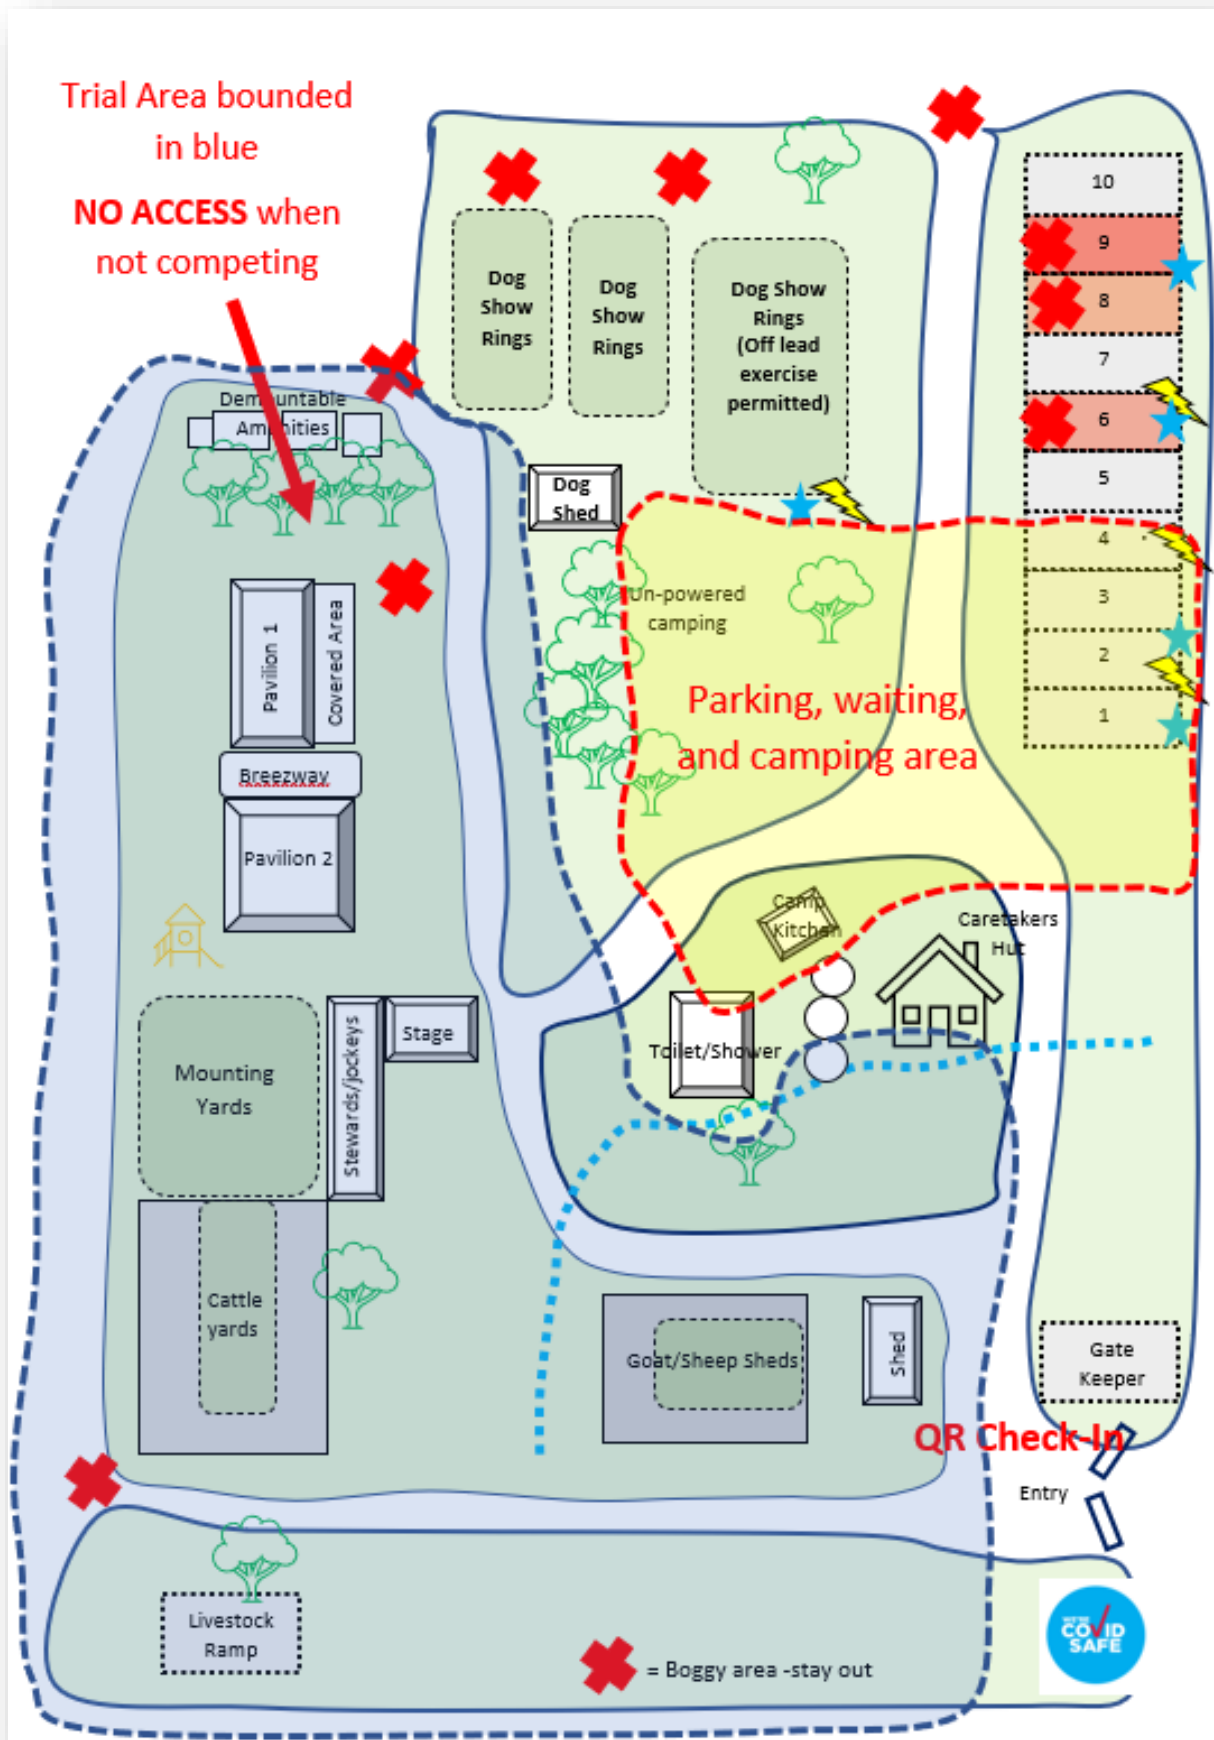 Trial Area bounded
in blue
NO ACCESS when
not competing
10
9
8
7
6
5
4
3
2
1
Dog
Show
Rings
Dog
Show
Rings
Dog Show
Rings
(Off lead
exercise
permitted)
Demountable
Amenities
Dog
Shed
Un-powered
camping
Parking, waiting,
and camping area
Pavilion 1
Covered Area
Breezway
Pavilion 2
Camp
Kitchen
Caretakers
Hut
Toilet/Shower
Mounting
Yards
Stewards/jockeys
Stage
Cattle
yards
Goat/Sheep Sheds
Shed
Gate
Keeper
QR Check-In
Entry
Livestock
Ramp
= Boggy area -stay out
WE'RE
COVID
SAFE